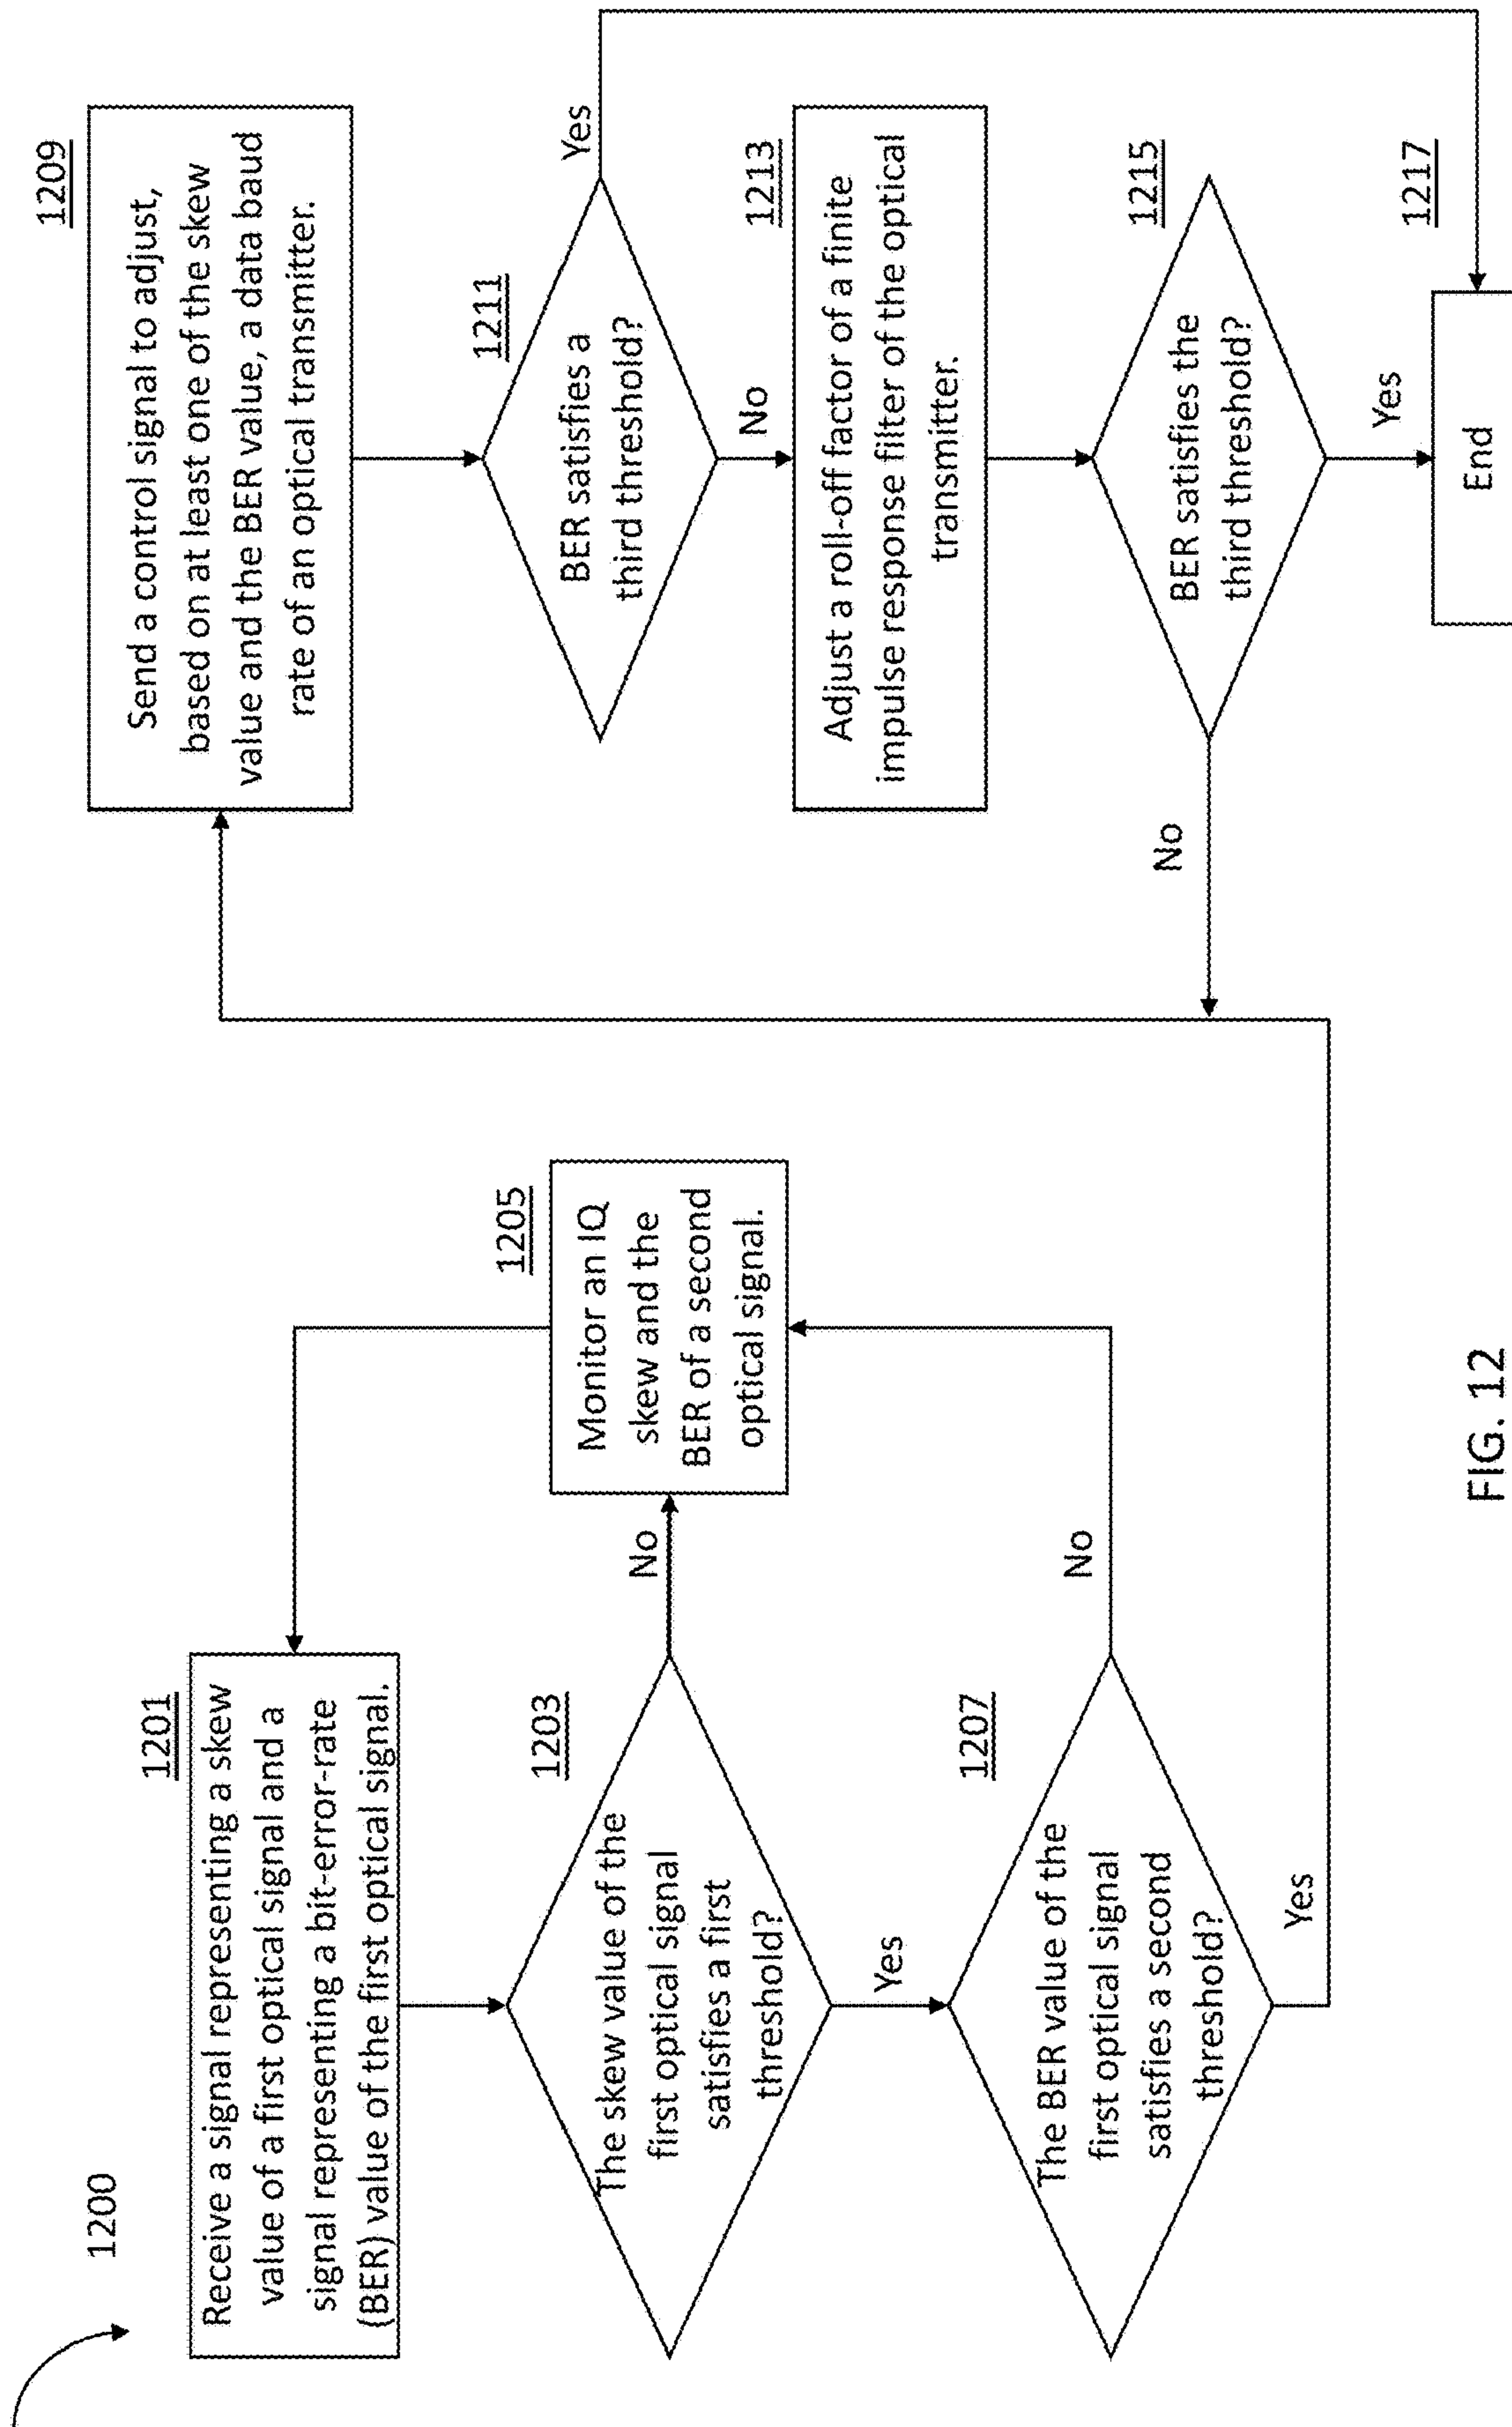 1200
1201
Receive a signal representing a skew
value of a first optical signal and a
signal representing a bit-error-rate
(BER) value of the first optical signal.
1203
The skew value of the
first optical signal
satisfies a first
threshold?
No
Yes
1205
Monitor an IQ
skew and the
BER of a second
optical signal.
1207
The BER value of the
first optical signal
satisfies a second
threshold?
No
Yes
1209
Send a control signal to adjust,
based on at least one of the skew
value and the BER value, a data baud
rate of an optical transmitter.
1211
BER satisfies a
third threshold?
Yes
No
1213
Adjust a roll-off factor of a finite
impulse response filter of the optical
transmitter.
1215
BER satisfies the
third threshold?
No
Yes
1217
End
FIG. 12